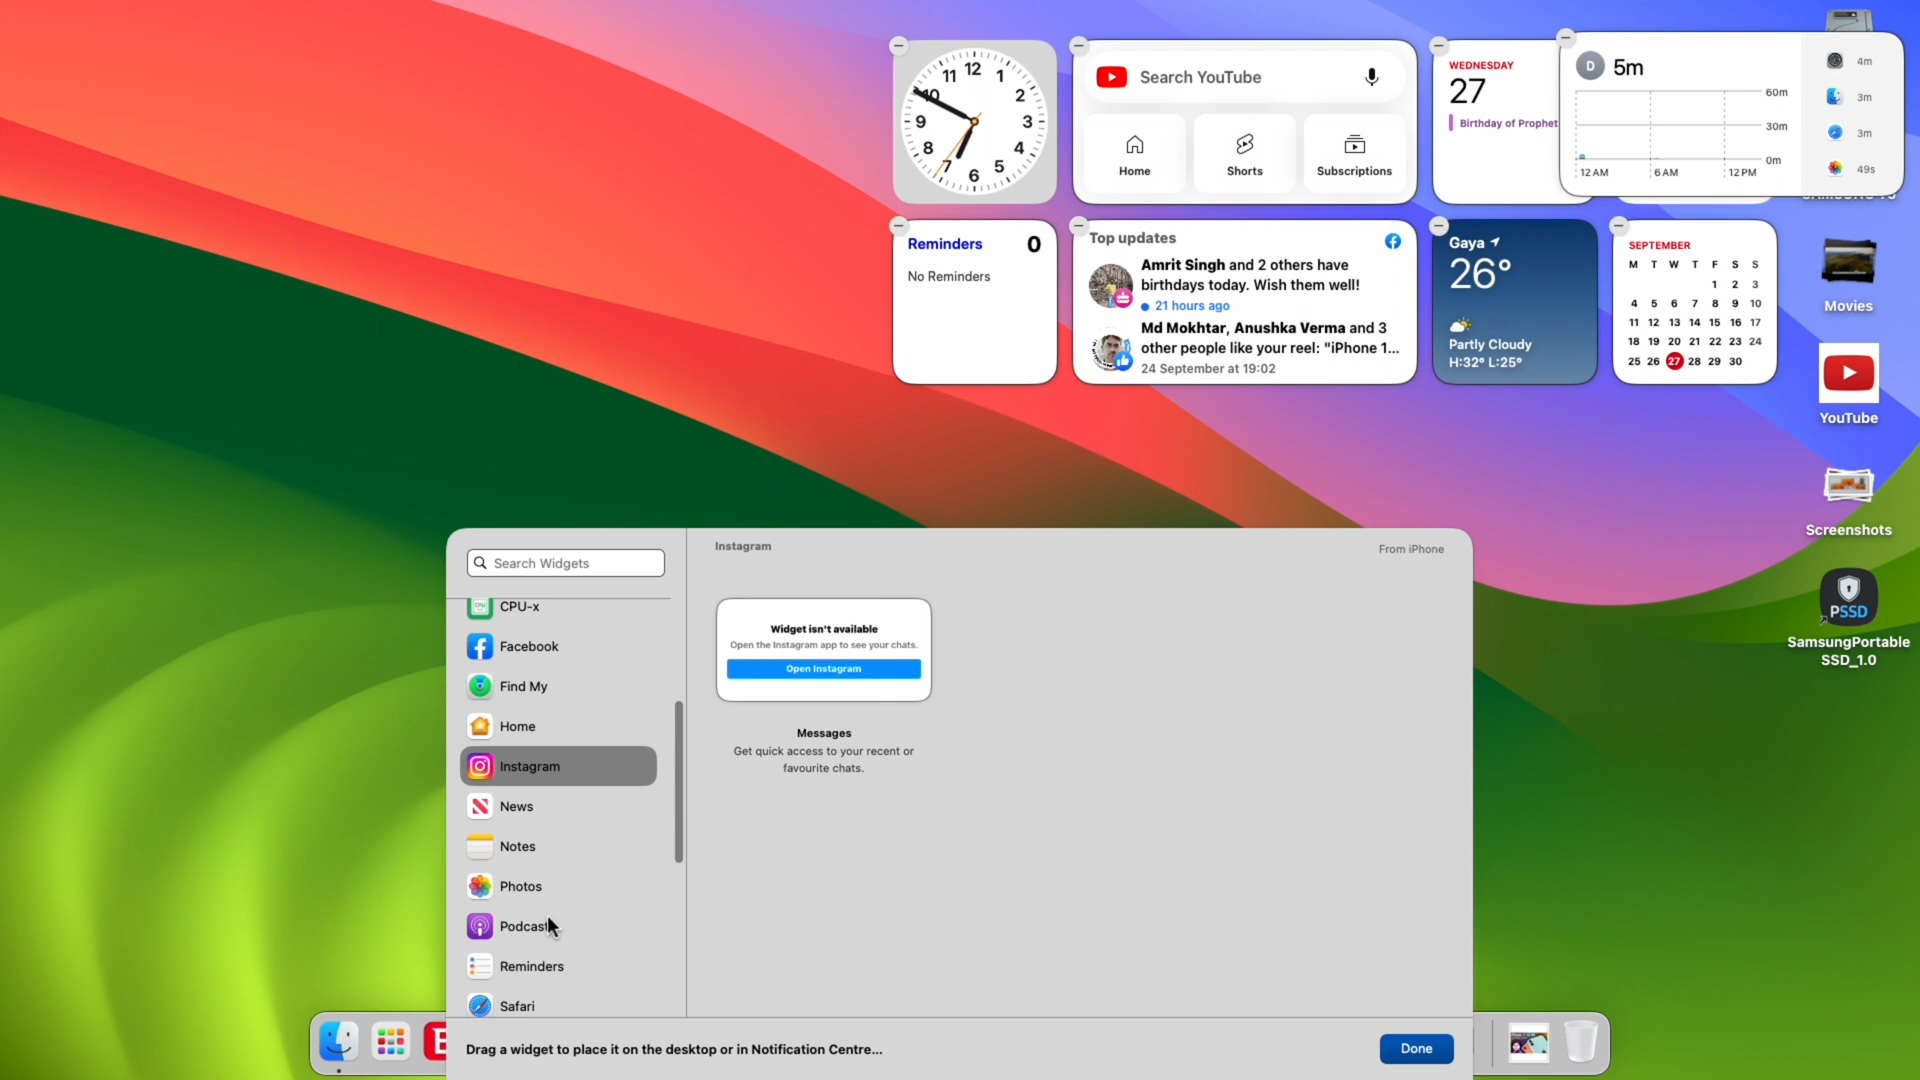 12
11 1
10 2
9 3
8 4
7 5
6
Search YouTube
Home
Shorts
Subscriptions
WEDNESDAY
27
Birthday of Prophet
D 5m
60m
30m
0m
12 AM 6 AM 12 PM
4m
3m
3m
49s
Reminders 0
No Reminders
Top updates
Amrit Singh and 2 others have
birthdays today. Wish them well!
21 hours ago
Md Mokhtar, Anushka Verma and 3
other people like your reel: "iPhone 1...
24 September at 19:02
Gaya
26°
Partly Cloudy
H:32° L:25°
SEPTEMBER
M T W T F S S
1 2 3
4 5 6 7 8 9 10
11 12 13 14 15 16 17
18 19 20 21 22 23 24
25 26 27 28 29 30
Movies
YouTube
Screenshots
PSSD
SamsungPortable
SSD_1.0
Search Widgets
CPU
CPU-x
Facebook
Find My
Home
Instagram
News
Notes
Photos
Podcast
Reminders
Safari
Instagram
From iPhone
Widget isn't available
Open the Instagram app to see your chats.
Open Instagram
Messages
Get quick access to your recent or
favourite chats.
Drag a widget to place it on the desktop or in Notification Centre...
Done